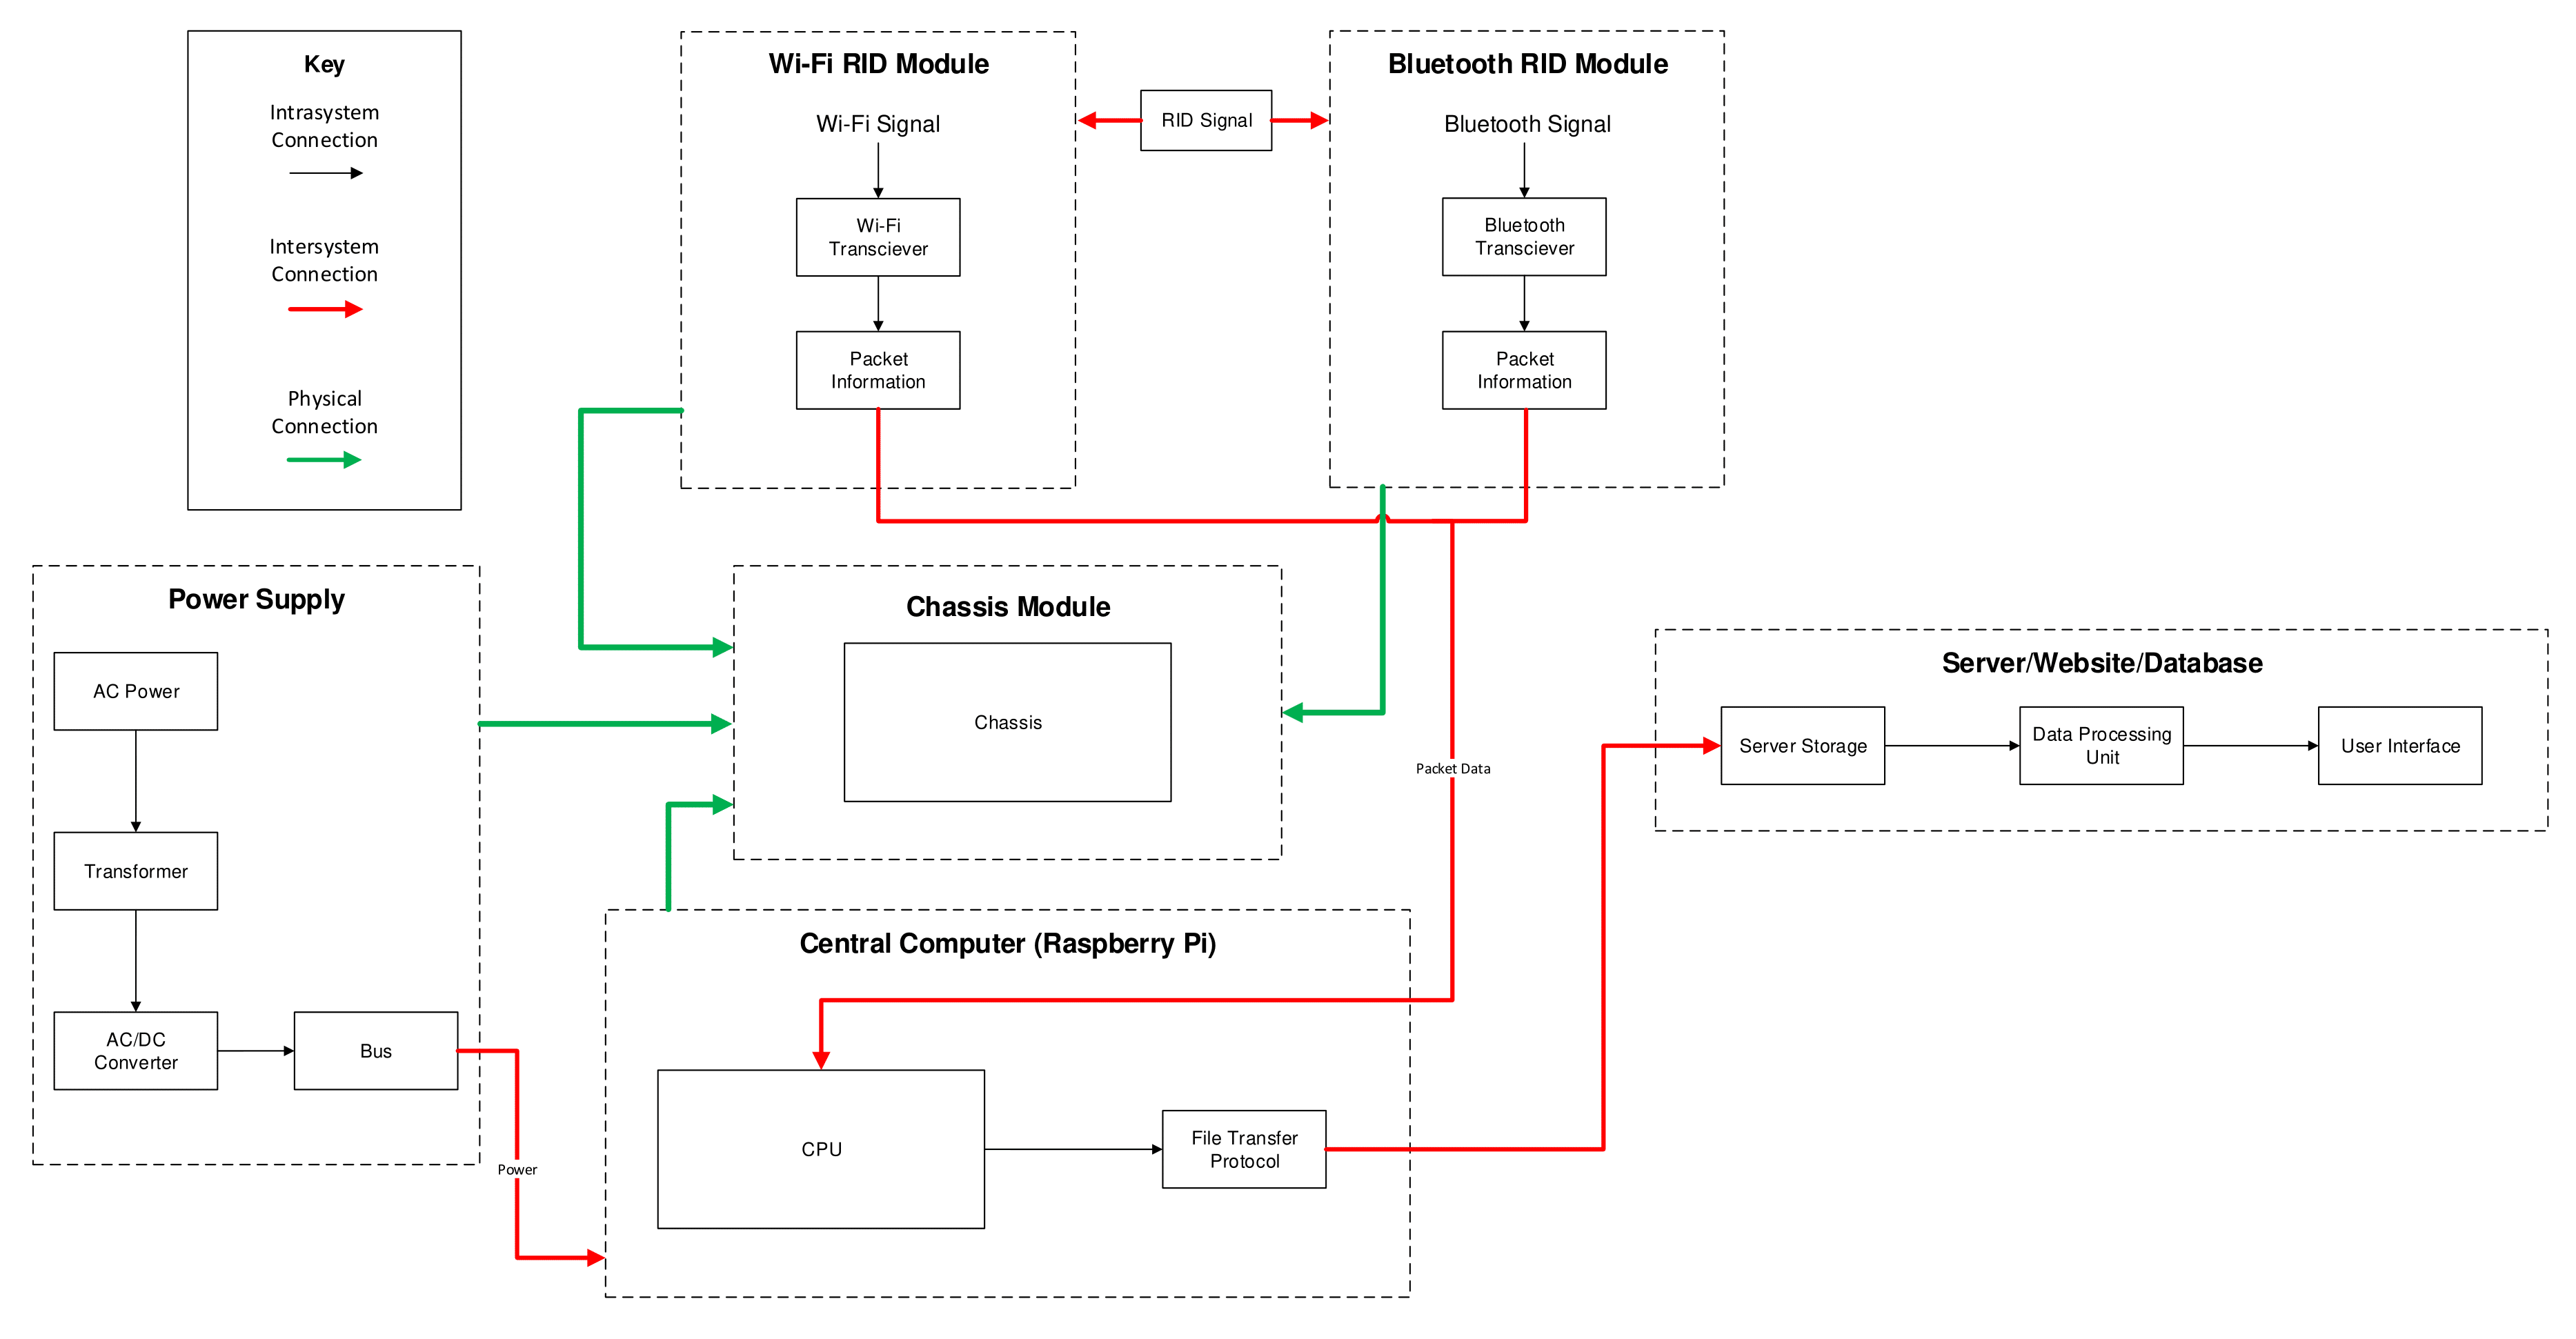 Key
Intrasystem
Connection
Intersystem
Connection
Physical
Connection
Wi-Fi RID Module
Wi-Fi Signal
Wi-Fi
Transciever
Packet
Information
RID Signal
Bluetooth RID Module
Bluetooth Signal
Bluetooth
Transciever
Packet
Information
Power Supply
AC Power
Transformer
AC/DC
Converter
Bus
Power
Chassis Module
Chassis
Packet Data
Server/Website/Database
Server Storage
Data Processing
Unit
User Interface
Central Computer (Raspberry Pi)
CPU
File Transfer
Protocol